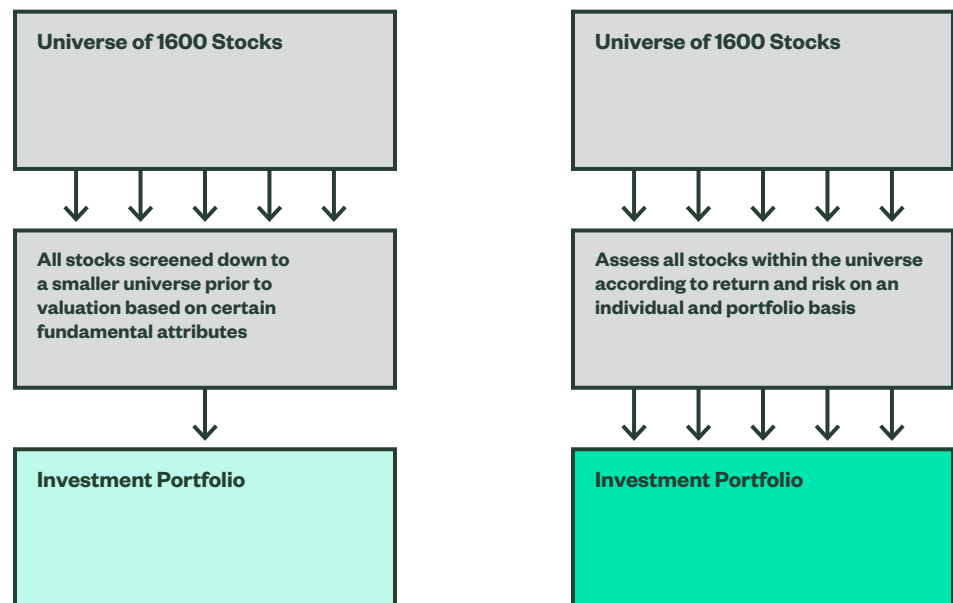 Universe of 1600 Stocks
All stocks screened down to
a smaller universe prior to
valuation based on certain
fundamental attributes
Investment Portfolio
Universe of 1600 Stocks
Assess all stocks within the universe
according to return and risk on an
individual and portfolio basis
Investment Portfolio